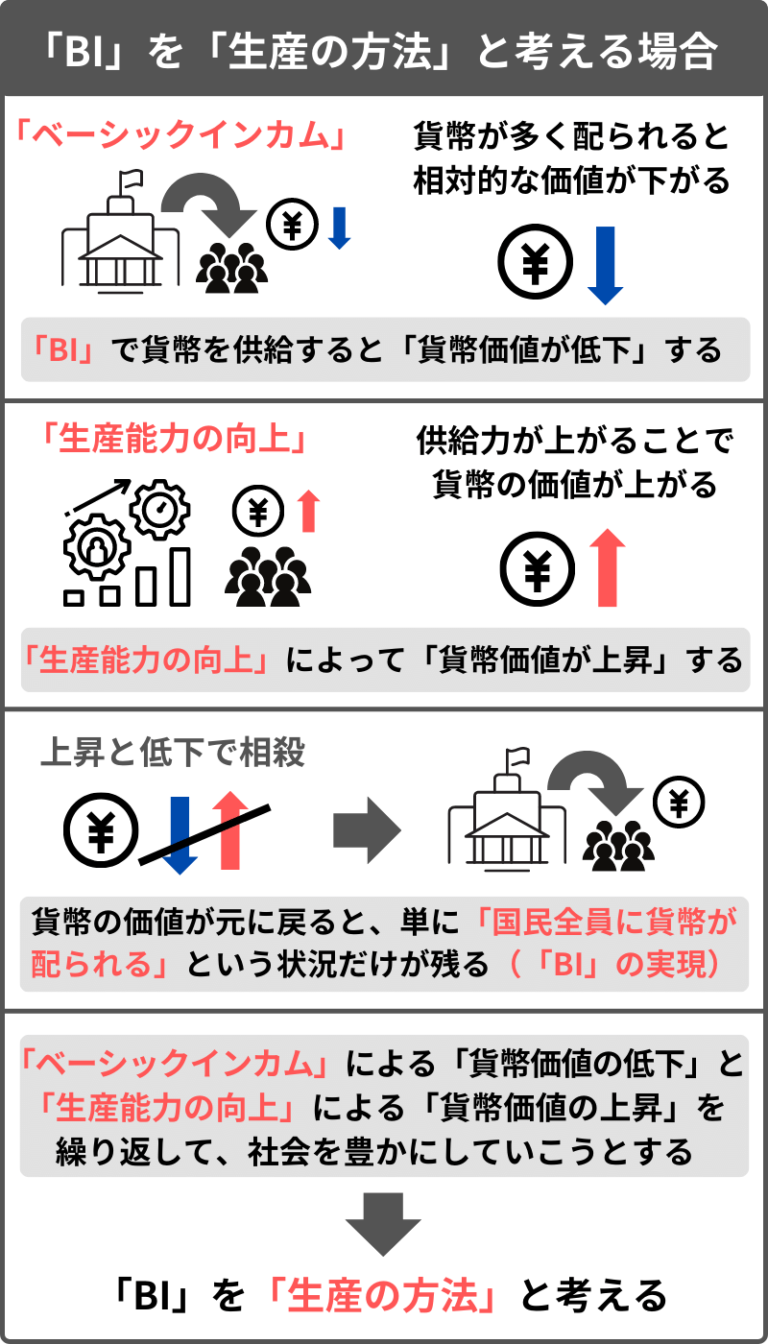 「BI」を「生産の方法」と考える場合
「ベーシックインカム」
貨幣が多く配られると
相対的な価値が下がる
¥
¥
「BI」で貨幣を供給すると「貨幣価値が低下」する
「生産能力の向上」
供給力が上がることで
貨幣の価値が上がる
¥
¥
「生産能力の向上」によって「貨幣価値が上昇」する
上昇と低下で相殺
¥
¥
貨幣の価値が元に戻ると、単に「国民全員に貨幣が
配られる」という状況だけが残る（「BI」の実現）
「ベーシックインカム」による「貨幣価値の低下」と
「生産能力の向上」による「貨幣価値の上昇」を
繰り返して、社会を豊かにしていこうとする
「BI」を「生産の方法」と考える